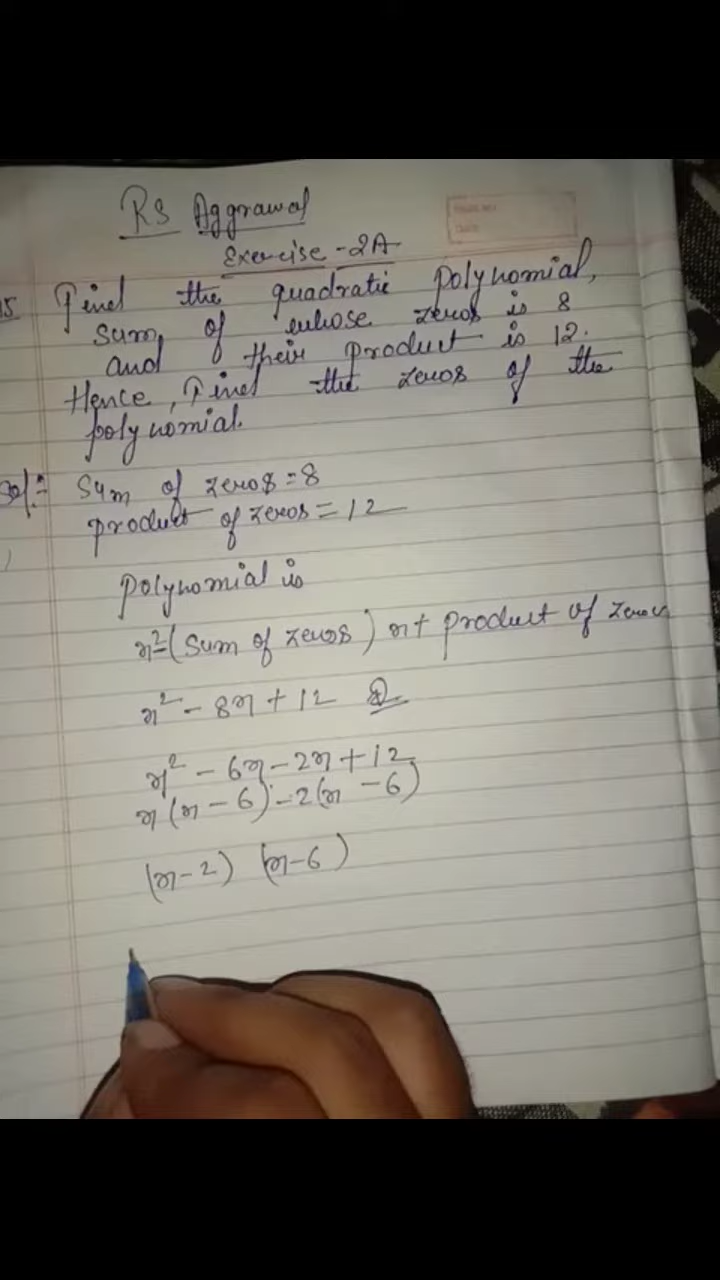 RS Aggrawal
Exercise - 2A
15 Find the quadratic polynomial,
sum of whose zeros is 8
and their product is 12.
Hence, Find the zeros of the
polynomial.
Sol:- Sum of zeros = 8
product of zeros = 12
polynomial is
x²-(sum of zeros) x+ product of zeros
x² - 8x + 12
x² - 6x - 2x + 12
x(x - 6) - 2(x - 6)
(x-2) (x-6)